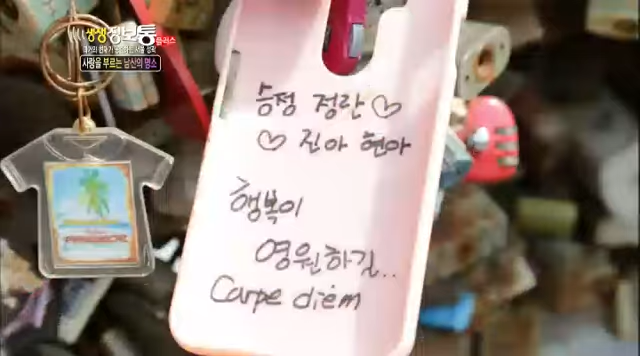 생생정보통
플러스
사랑을 부르는 남산의 명소
승정 정란♡
♡ 진아 현아
행복이
영원하길..
Carpe diem